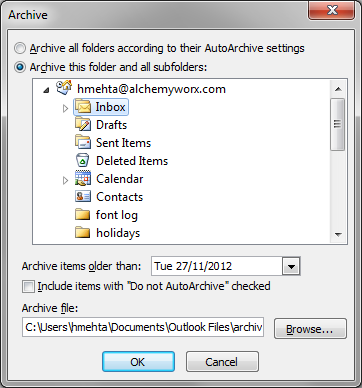 Archive
Archive all folders according to their AutoArchive settings
Archive this folder and all subfolders:
hmehta@alchemyworx.com
Inbox
Drafts
Sent Items
Deleted Items
Calendar
Contacts
font log
holidays
Archive items older than: Tue 27/11/2012
Include items with "Do not AutoArchive" checked
Archive file:
C:\Users\hmehta\Documents\Outlook Files\archiv Browse...
OK Cancel